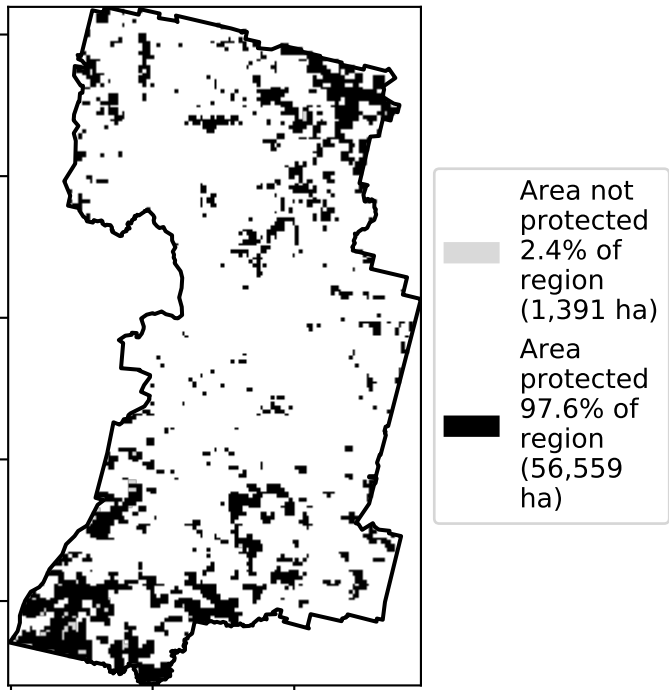 Area not
protected
2.4% of
region
(1,391 ha)
Area
protected
97.6% of
region
(56,559
ha)